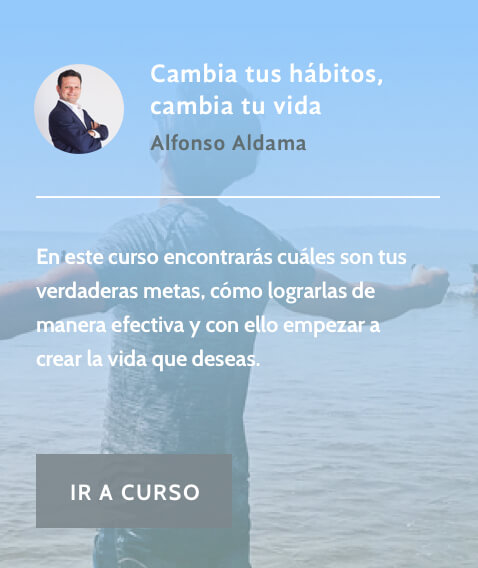 Cambia tus hábitos,
cambia tu vida
Alfonso Aldama
En este curso encontrarás cuáles son tus
verdaderas metas, cómo lograrlas de
manera efectiva y con ello empezar a
crear la vida que deseas.
IR A CURSO